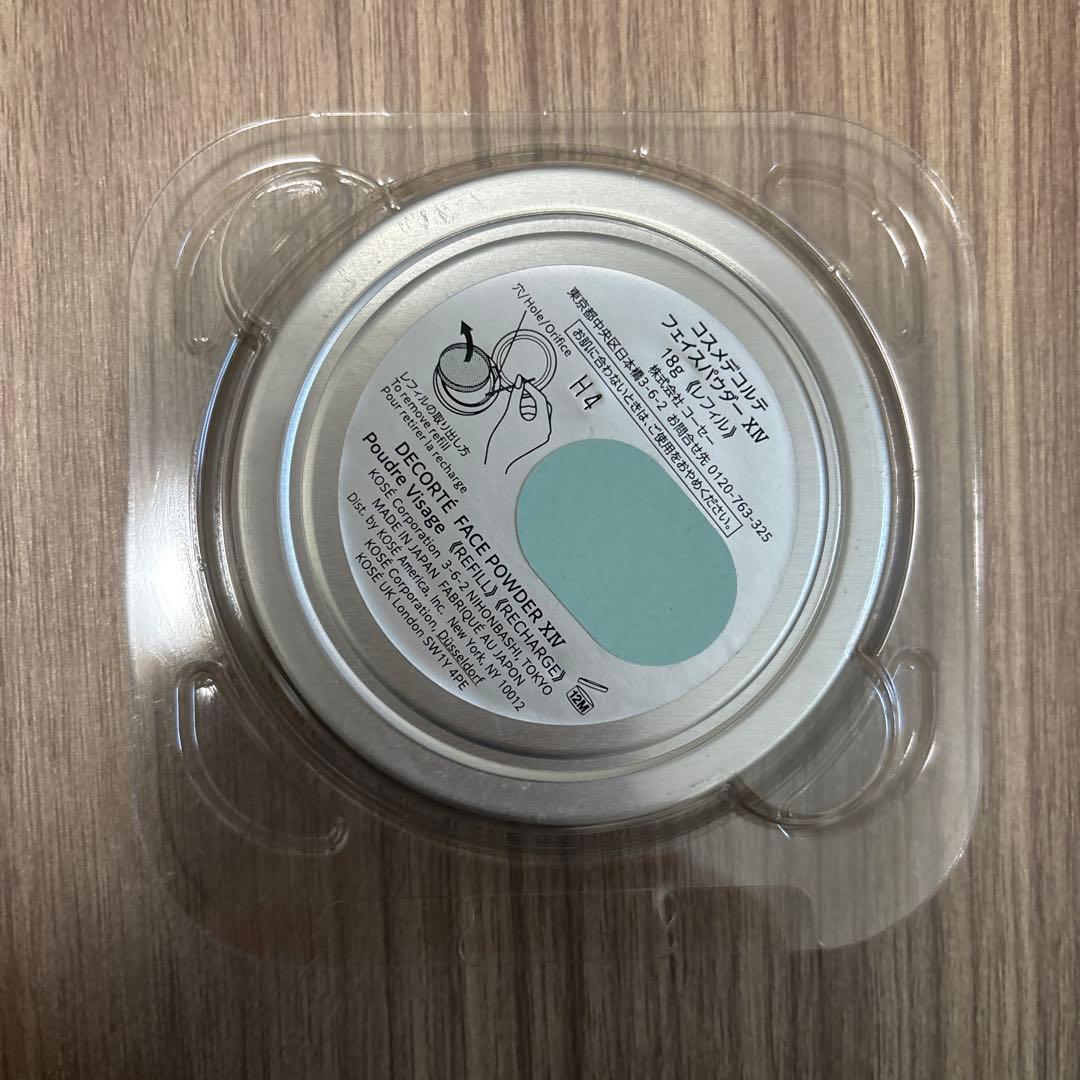 コスメデコルテ
フェイスパウダー XIV
18g 《レフィル》
株式会社 コーセー
東京都中央区日本橋3-6-2 お問合せ先 0120-763-325
お肌に合わないときは、ご使用をおやめください。
H4
穴/Hole/Orifice
レフィルの取り出し方
To remove refill
Pour retirer la recharge
DECORTÉ FACE POWDER XIV
Poudre Visage 《REFILL》《RECHARGE》
KOSÉ Corporation 3-6-2 NIHONBASHI, TOKYO
MADE IN JAPAN FABRIQUÉ AU JAPON
Dist. by KOSÉ America, Inc. New York, NY 10012
KOSÉ Corporation, Düsseldorf
KOSÉ UK London SW1Y 4PE
12M